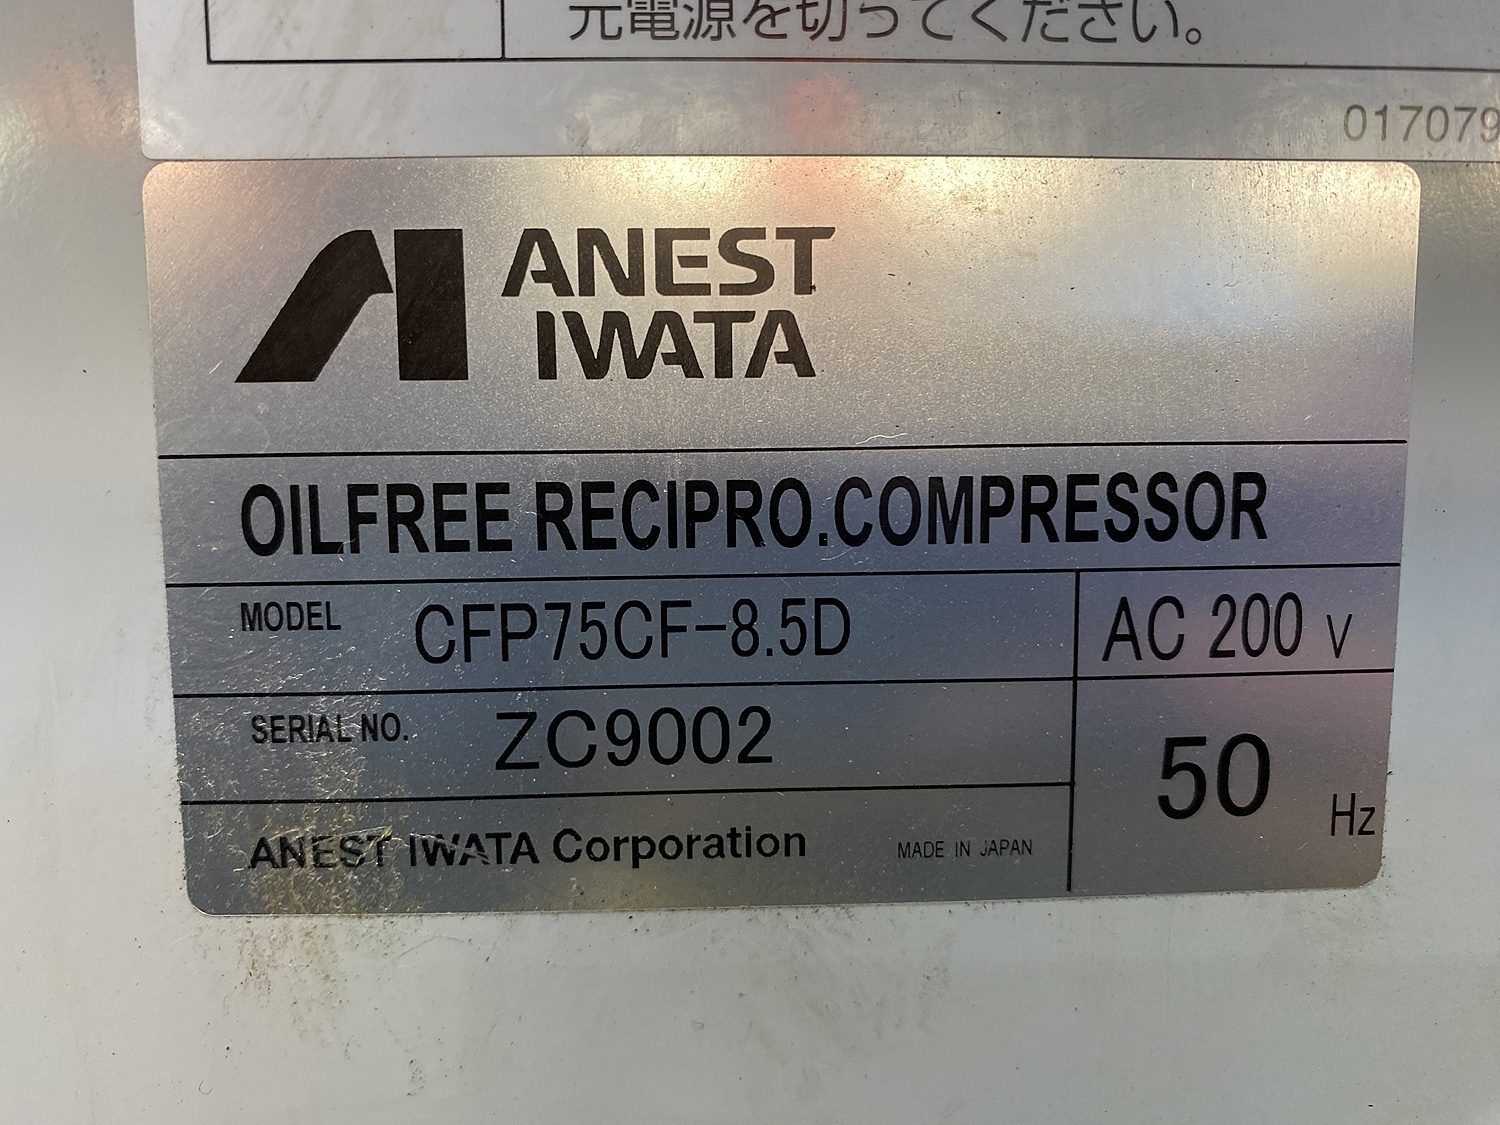 元電源を切ってください。
017079
ANEST
IWATA
OILFREE RECIPRO.COMPRESSOR
MODEL CFP75CF-8.5D AC 200 V
SERIAL NO. ZC9002
50 Hz
ANEST IWATA Corporation MADE IN JAPAN